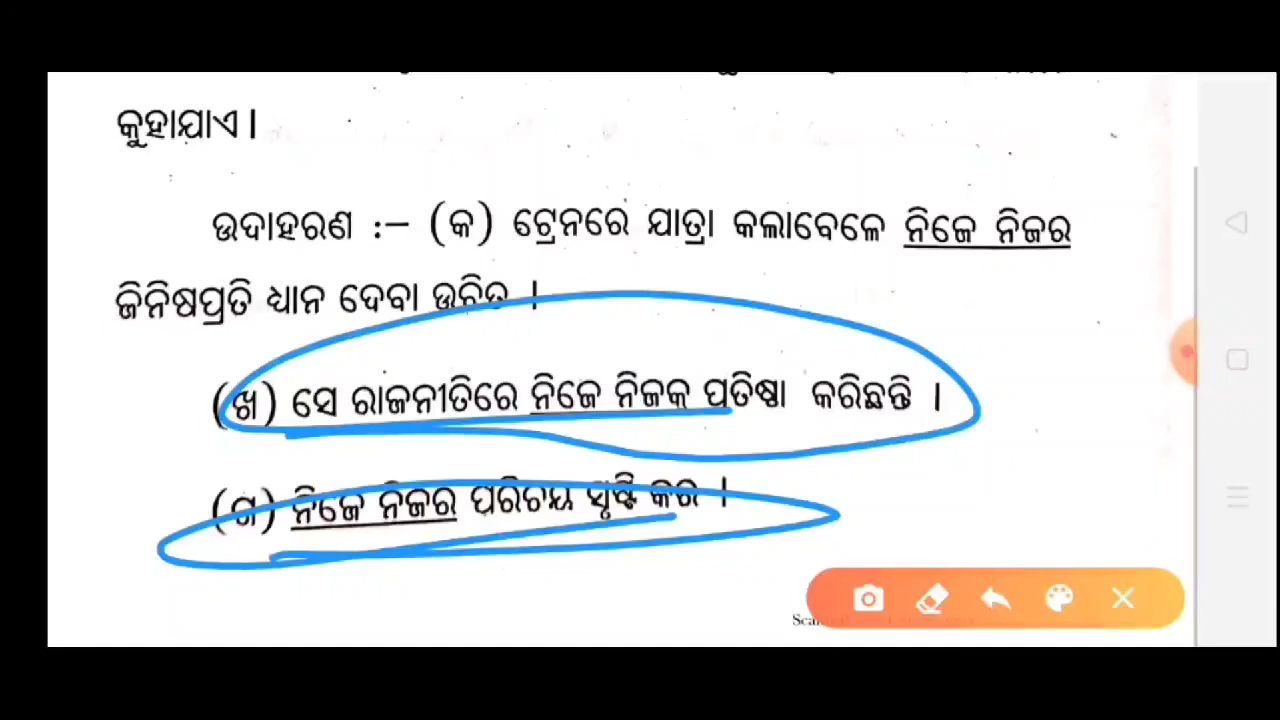 କୁହାଯାଏ ।
ଉଦାହରଣ :– (କ) ଟ୍ରେନରେ ଯାତ୍ରା କଲାବେଳେ ନିଜେ ନିଜର
ଜିନିଷପ୍ରତି ଧ୍ୟାନ ଦେବା ଉଚିତ ।
(ଖ) ସେ ରାଜନୀତିରେ ନିଜେ ନିଜକୁ ପ୍ରତିଷ୍ଠା କରିଛନ୍ତି ।
(ଗ) ନିଜେ ନିଜର ପରିଚୟ ସୃଷ୍ଟି କର ।